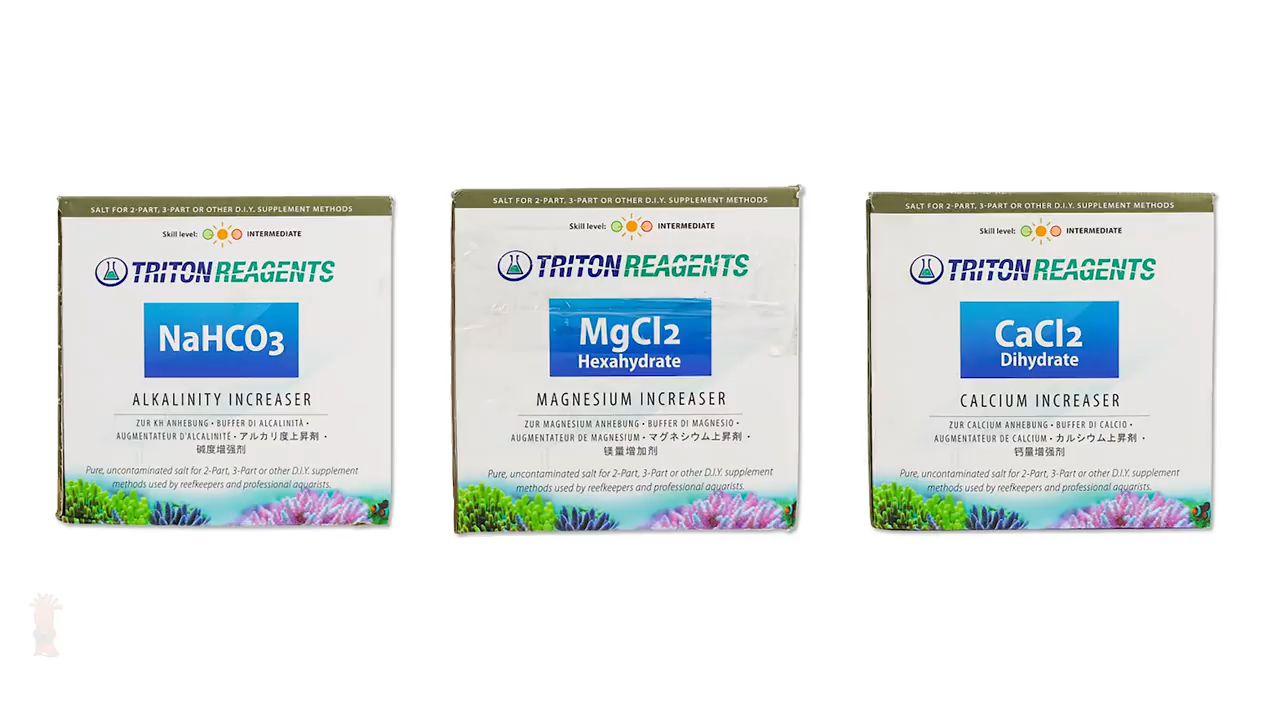 SALT FOR 2-PART, 3-PART OR OTHER D.I.Y. SUPPLEMENT METHODS
Skill level: INTERMEDIATE
TRITON REAGENTS
NaHCO3
ALKALINITY INCREASER
ZUR KH ANHEBUNG • BUFFER DI ALCALINITÀ •
AUGMENTATEUR D'ALCALINITÉ • アルカリ度上昇剤 •
碱度增强剂
Pure, uncontaminated salt for 2-Part, 3-Part or other D.I.Y. supplement
methods used by reefkeepers and professional aquarists.
SALT FOR 2-PART, 3-PART OR OTHER D.I.Y. SUPPLEMENT METHODS
Skill level: INTERMEDIATE
TRITON REAGENTS
MgCl2
Hexahydrate
MAGNESIUM INCREASER
ZUR MAGNESIUM ANHEBUNG • BUFFER DI MAGNESIO •
AUGMENTATEUR DE MAGNESIUM • マグネシウム上昇剤 •
镁量增加剂
Pure, uncontaminated salt for 2-Part, 3-Part or other D.I.Y. supplement
methods used by reefkeepers and professional aquarists.
SALT FOR 2-PART, 3-PART OR OTHER D.I.Y. SUPPLEMENT METHODS
Skill level: INTERMEDIATE
TRITON REAGENTS
CaCl2
Dihydrate
CALCIUM INCREASER
ZUR CALCIUM ANHEBUNG • BUFFER DI CALCIO •
AUGMENTATEUR DE CALCIUM • カルシウム上昇剤 •
钙量增强剂
Pure, uncontaminated salt for 2-Part, 3-Part or other D.I.Y. supplement
methods used by reefkeepers and professional aquarists.